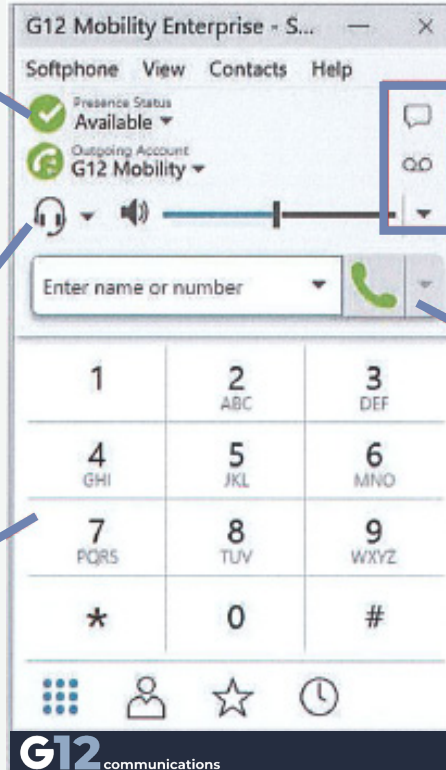 G12 Mobility Enterprise - S...
Softphone View Contacts Help
Presence Status
Available
Outgoing Account
G12 Mobility
Enter name or number
1 2 3
ABC DEF
4 5 6
GHI JKL MNO
7 8 9
PQRS TUV WXYZ
* 0 #
G12 communications